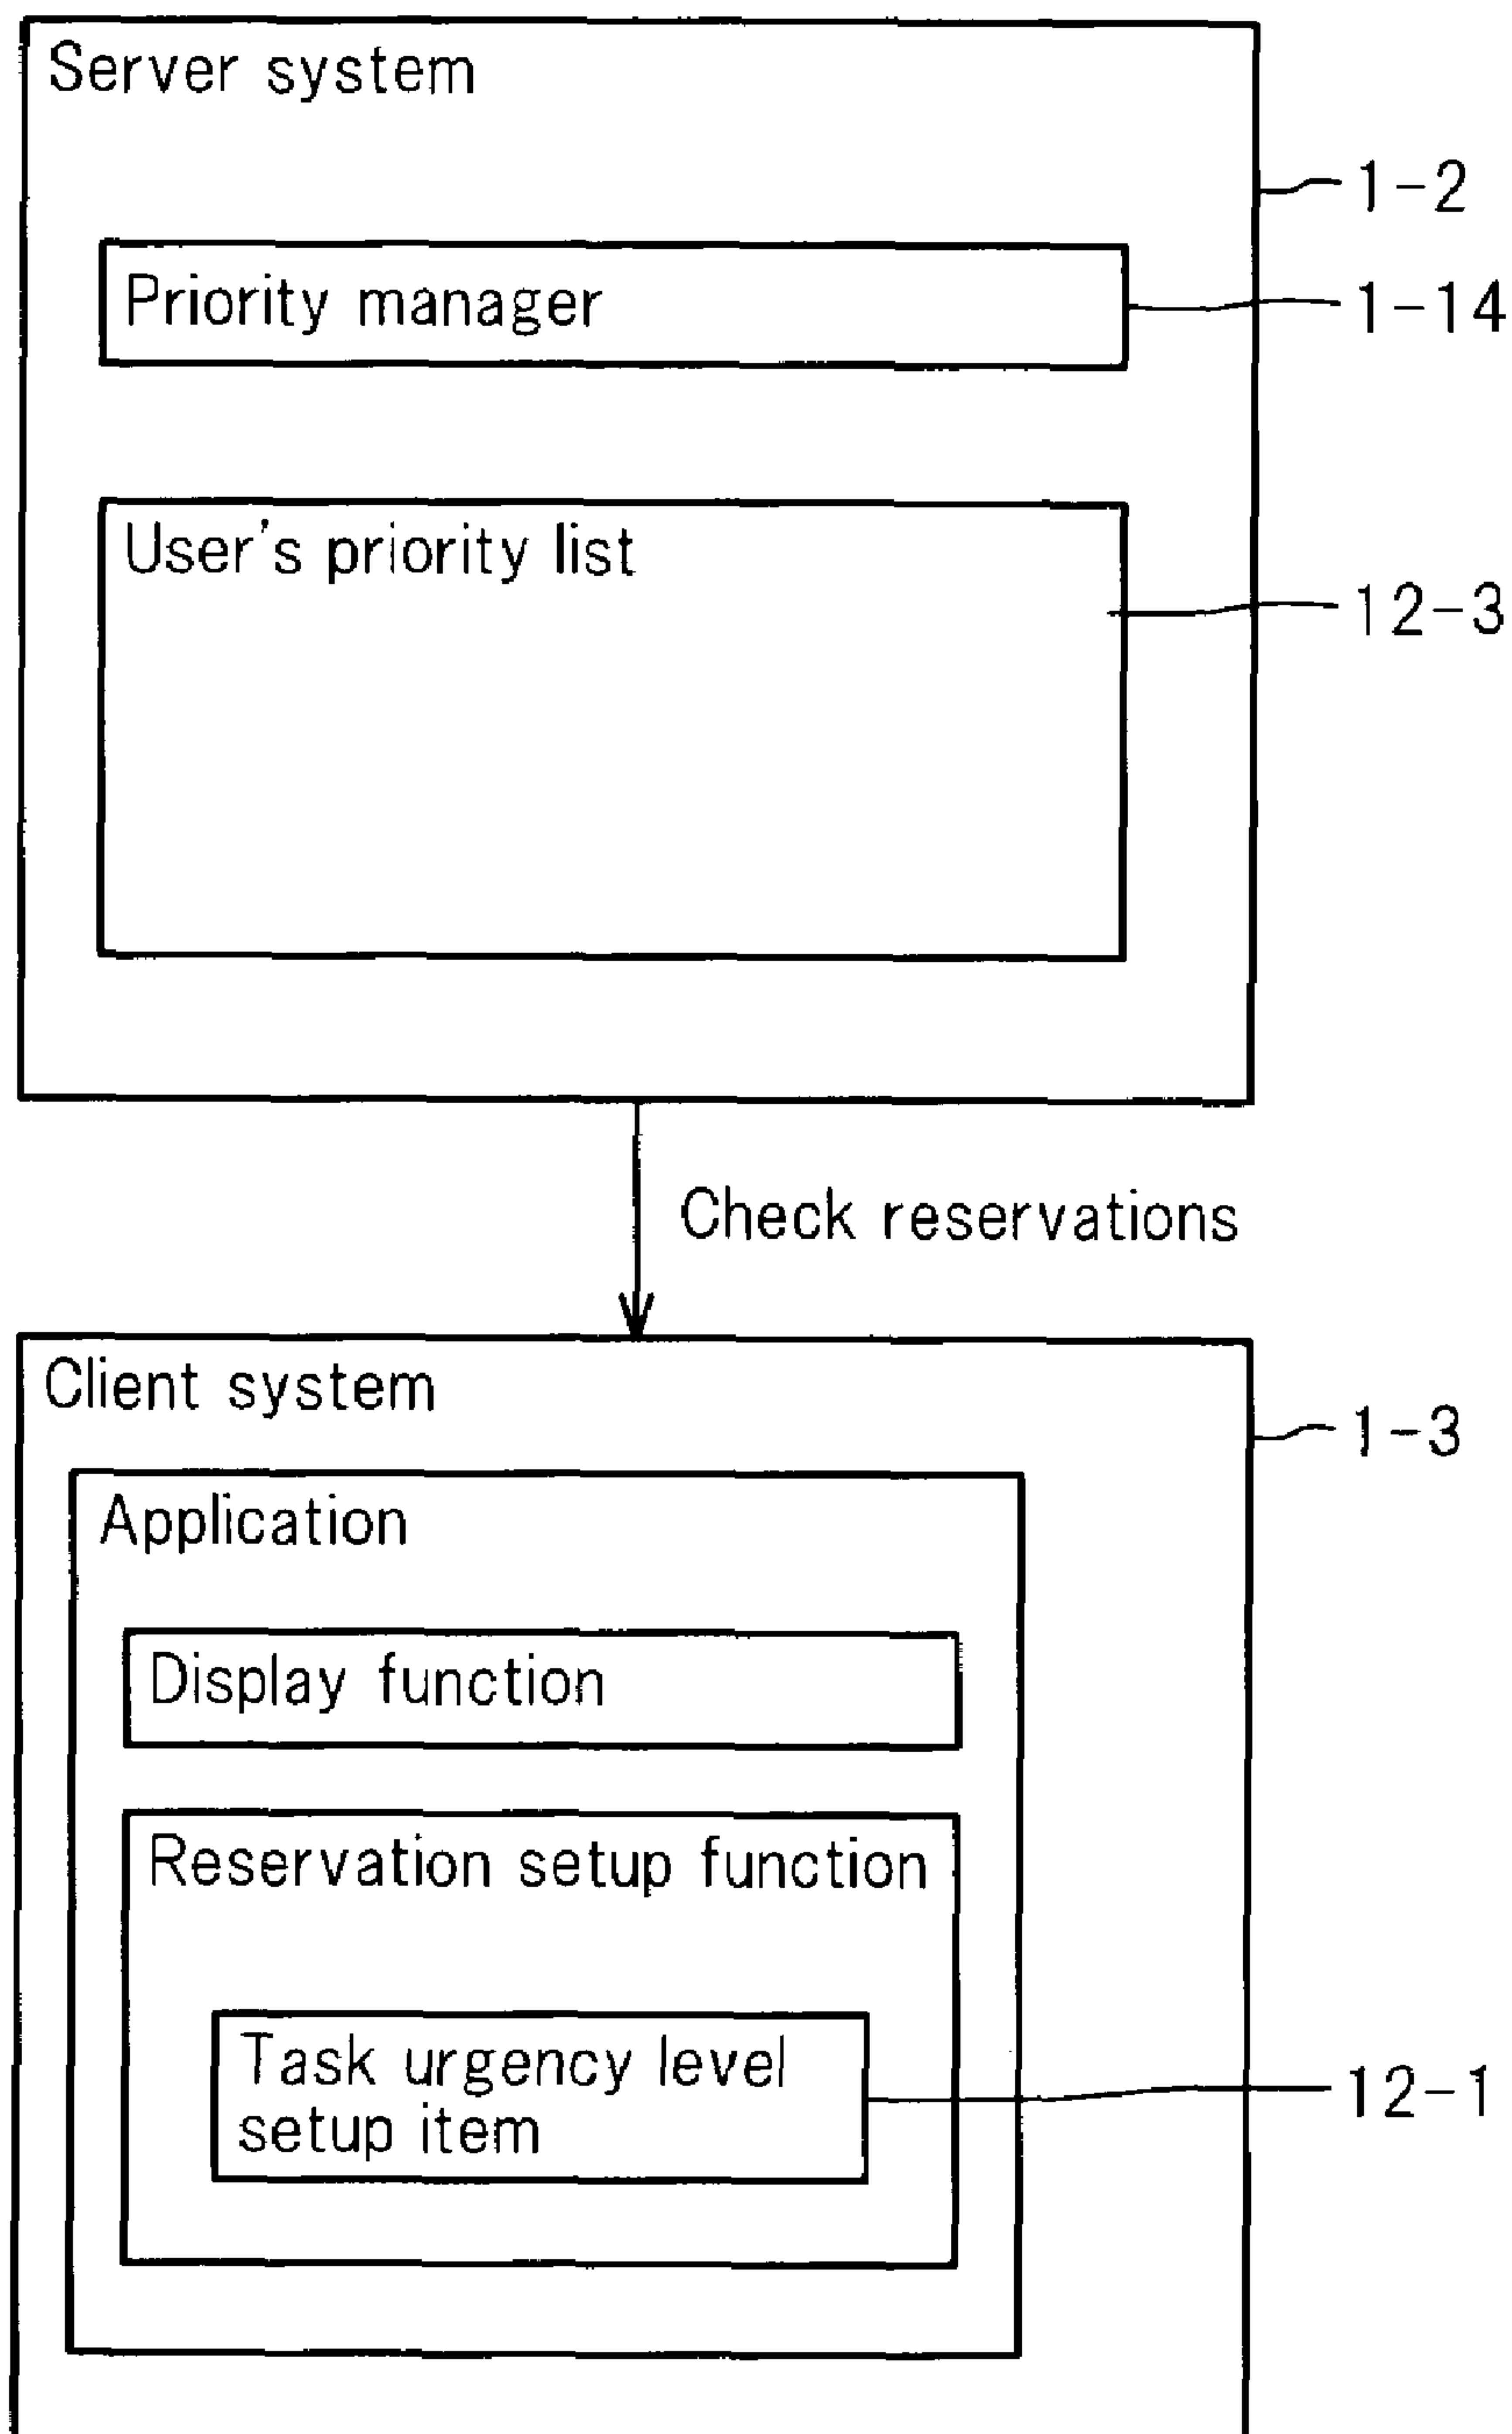 Server system
1-2
Priority manager
1-14
User's priority list
12-3
Check reservations
Client system
1-3
Application
Display function
Reservation setup function
Task urgency level
setup item
12-1